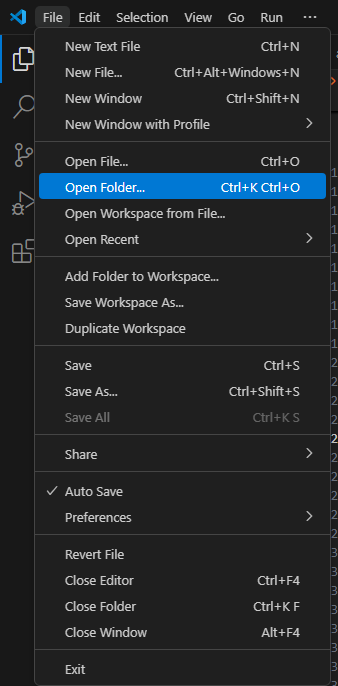 File Edit Selection View Go Run ...
New Text File Ctrl+N
New File... Ctrl+Alt+Windows+N
New Window Ctrl+Shift+N
New Window with Profile
Open File... Ctrl+O
Open Folder... Ctrl+K Ctrl+O
Open Workspace from File...
Open Recent
Add Folder to Workspace...
Save Workspace As...
Duplicate Workspace
Save Ctrl+S
Save As... Ctrl+Shift+S
Save All Ctrl+K S
Share
Auto Save
Preferences
Revert File
Close Editor Ctrl+F4
Close Folder Ctrl+K F
Close Window Alt+F4
Exit